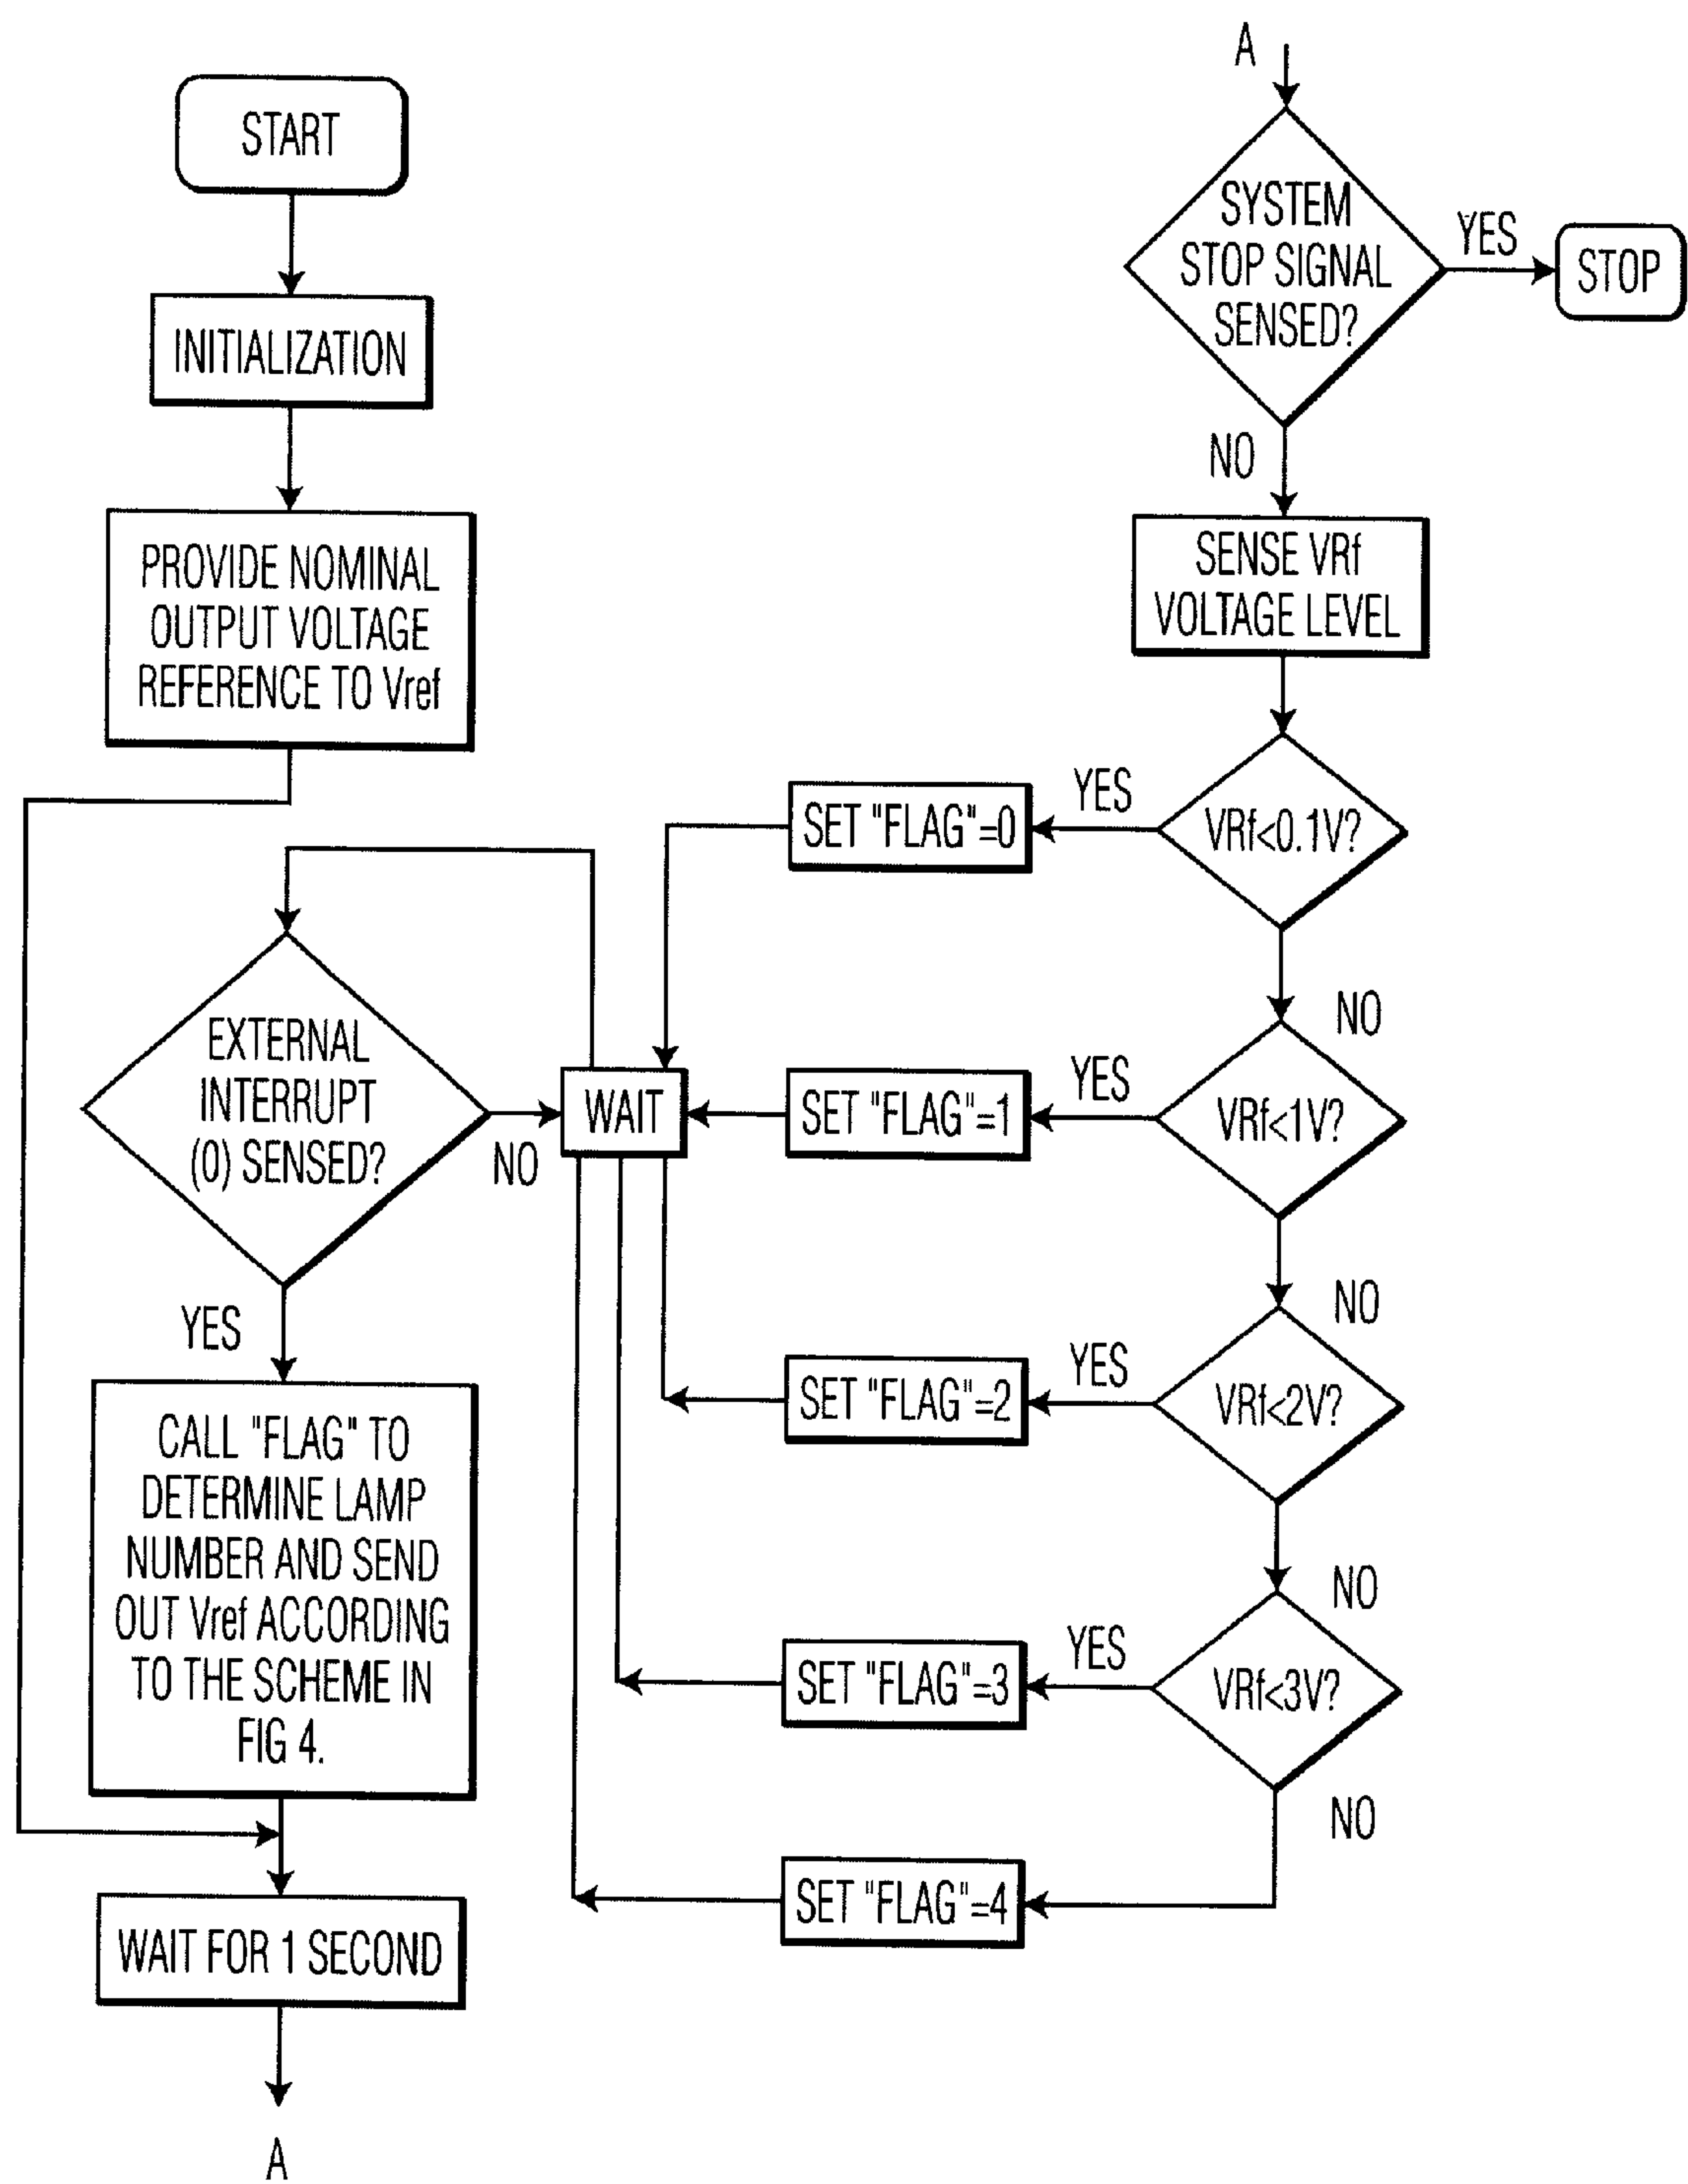 START
INITIALIZATION
PROVIDE NOMINAL
OUTPUT VOLTAGE
REFERENCE TO Vref
EXTERNAL
INTERRUPT
(0) SENSED?
NO
YES
CALL "FLAG" TO
DETERMINE LAMP
NUMBER AND SEND
OUT Vref ACCORDING
TO THE SCHEME IN
FIG 4.
WAIT FOR 1 SECOND
A
A
SYSTEM
STOP SIGNAL
SENSED?
YES
STOP
NO
SENSE VRf
VOLTAGE LEVEL
VRf<0.1V?
YES
SET "FLAG"=0
NO
VRf<1V?
YES
SET "FLAG"=1
WAIT
NO
VRf<2V?
YES
SET "FLAG"=2
NO
VRf<3V?
YES
SET "FLAG"=3
NO
SET "FLAG"=4